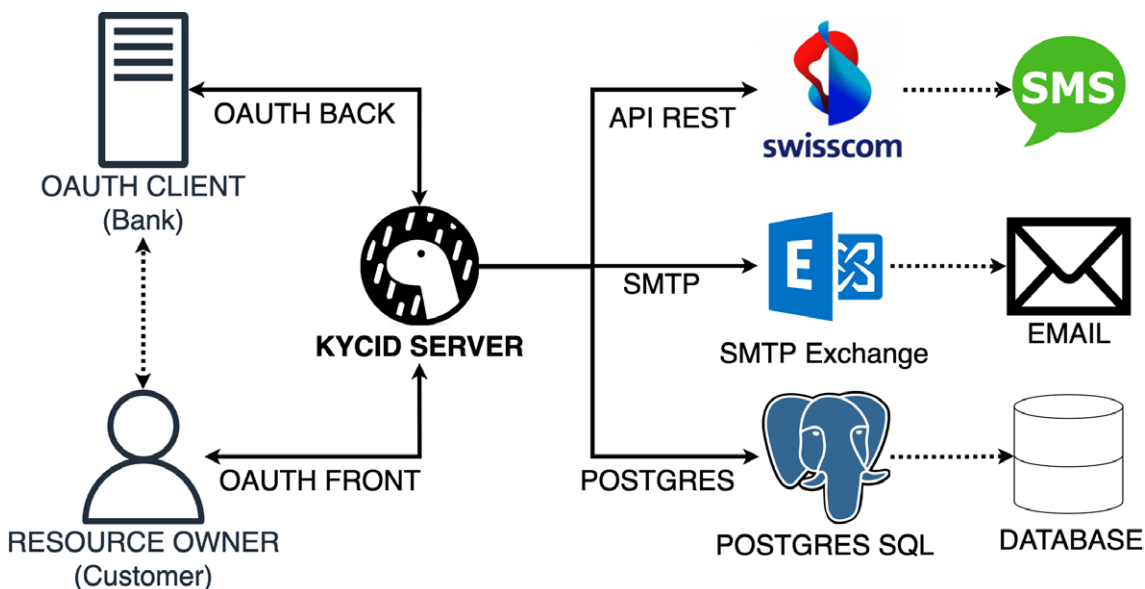 OAUTH BACK
API REST
swisscom
SMS
OAUTH CLIENT
(Bank)
KYCID SERVER
SMTP
E
SMTP Exchange
EMAIL
OAUTH FRONT
POSTGRES
POSTGRES SQL
DATABASE
RESOURCE OWNER
(Customer)